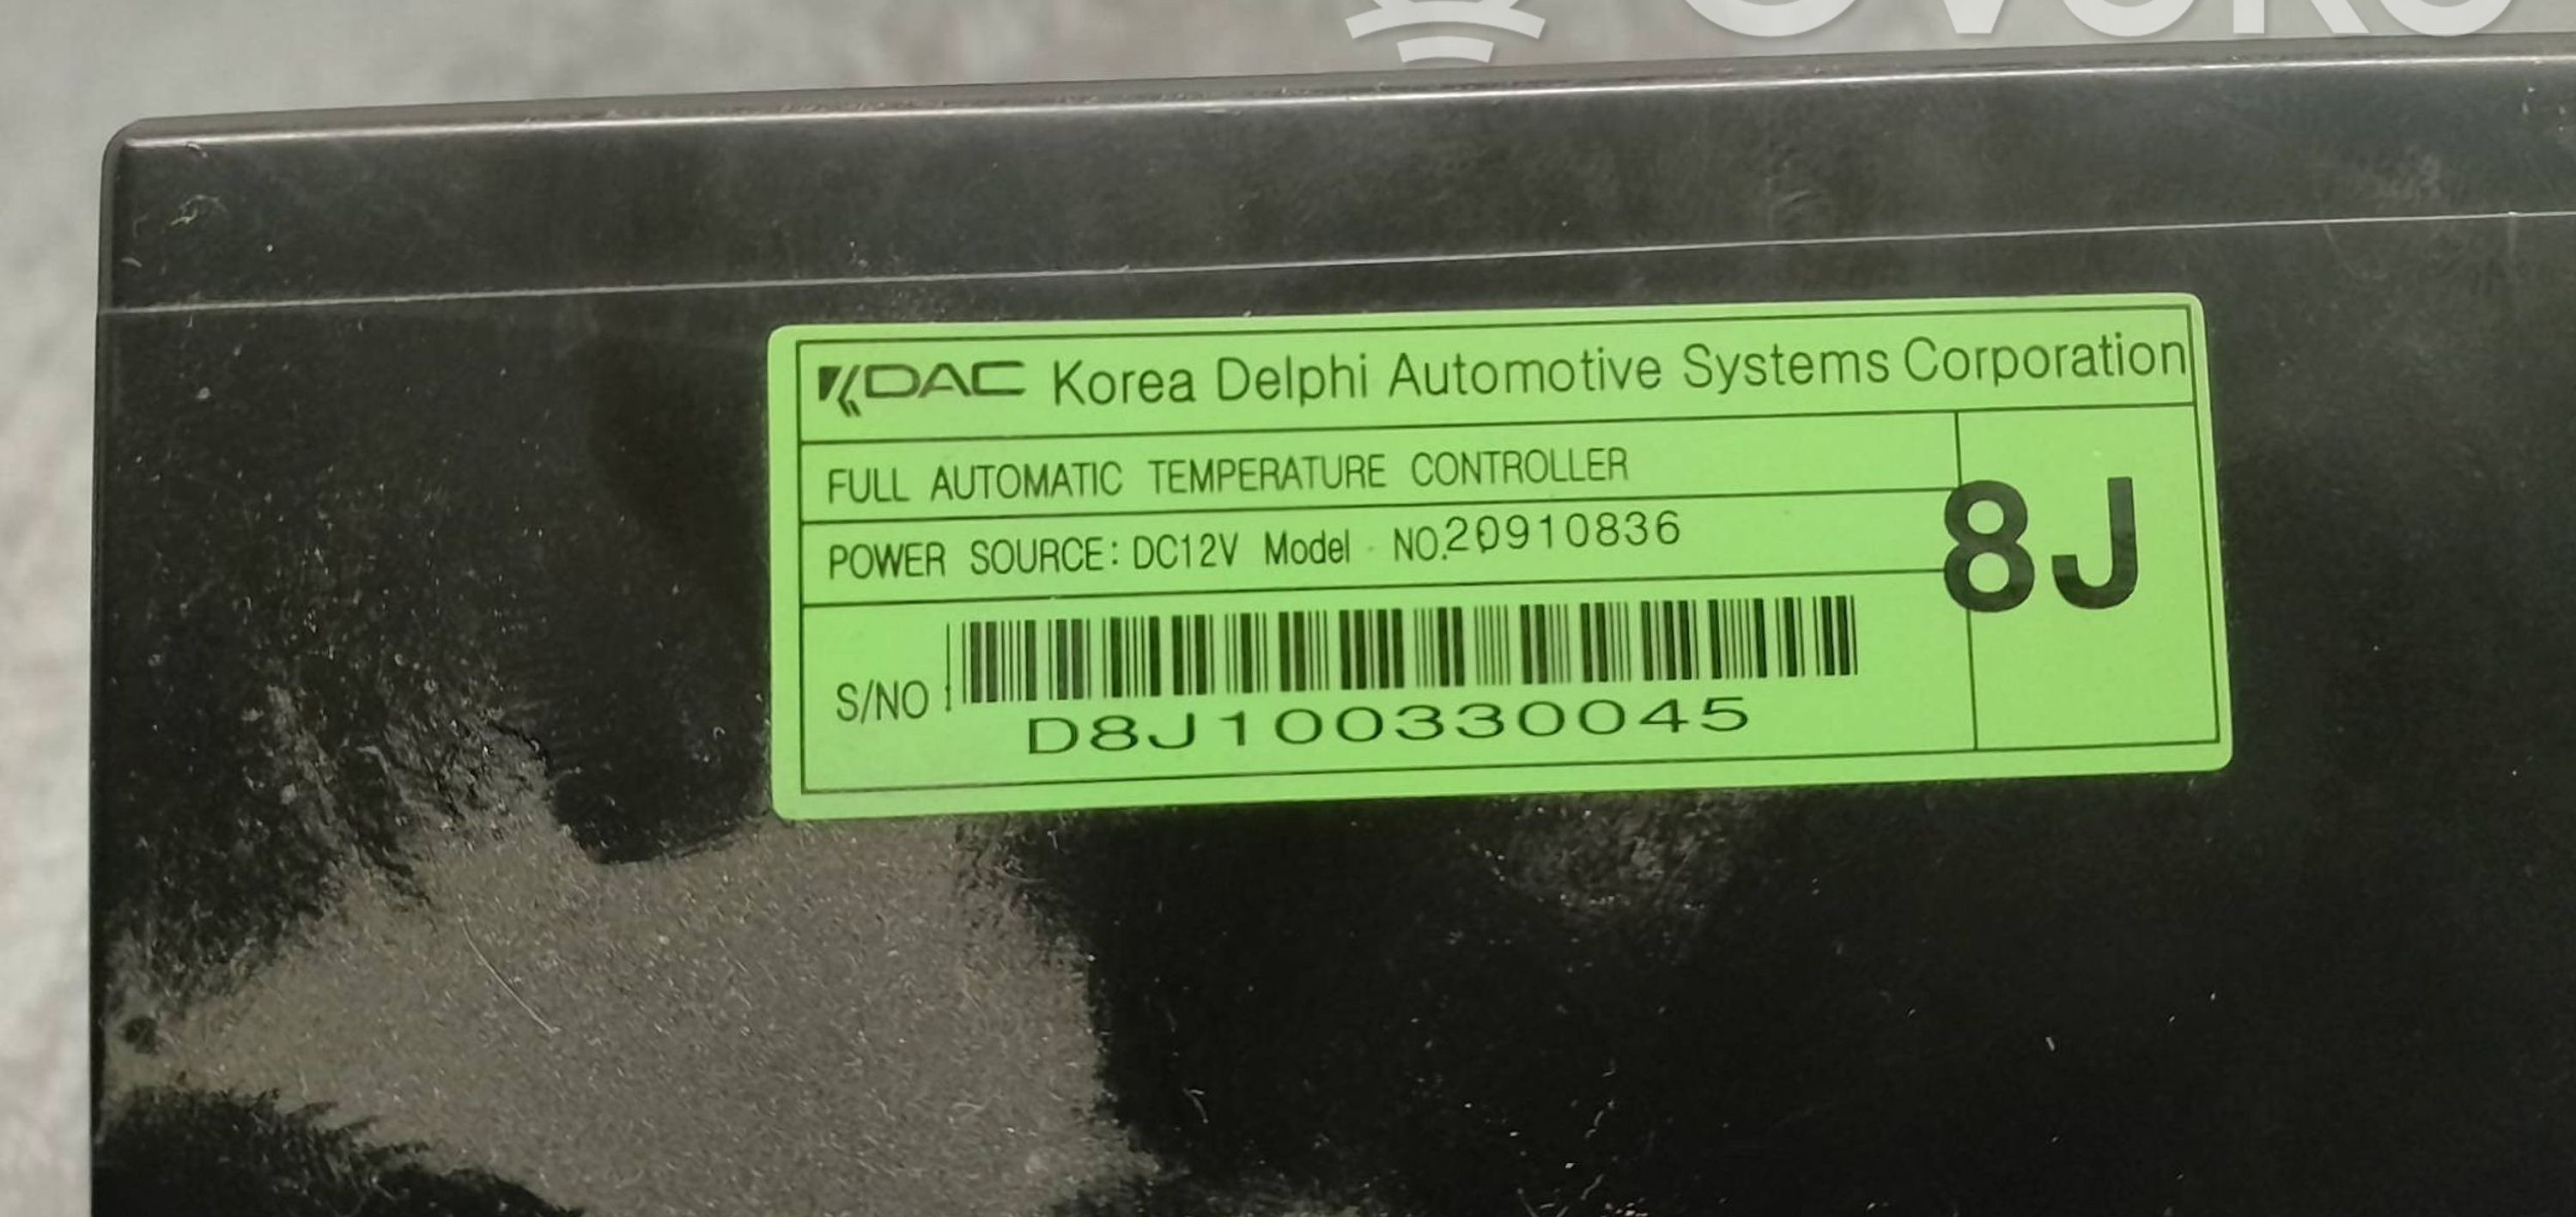 KDAC Korea Delphi Automotive Systems Corporation
FULL AUTOMATIC TEMPERATURE CONTROLLER
POWER SOURCE: DC12V Model NO.20910836
8J
S/NO :
D8J100330045